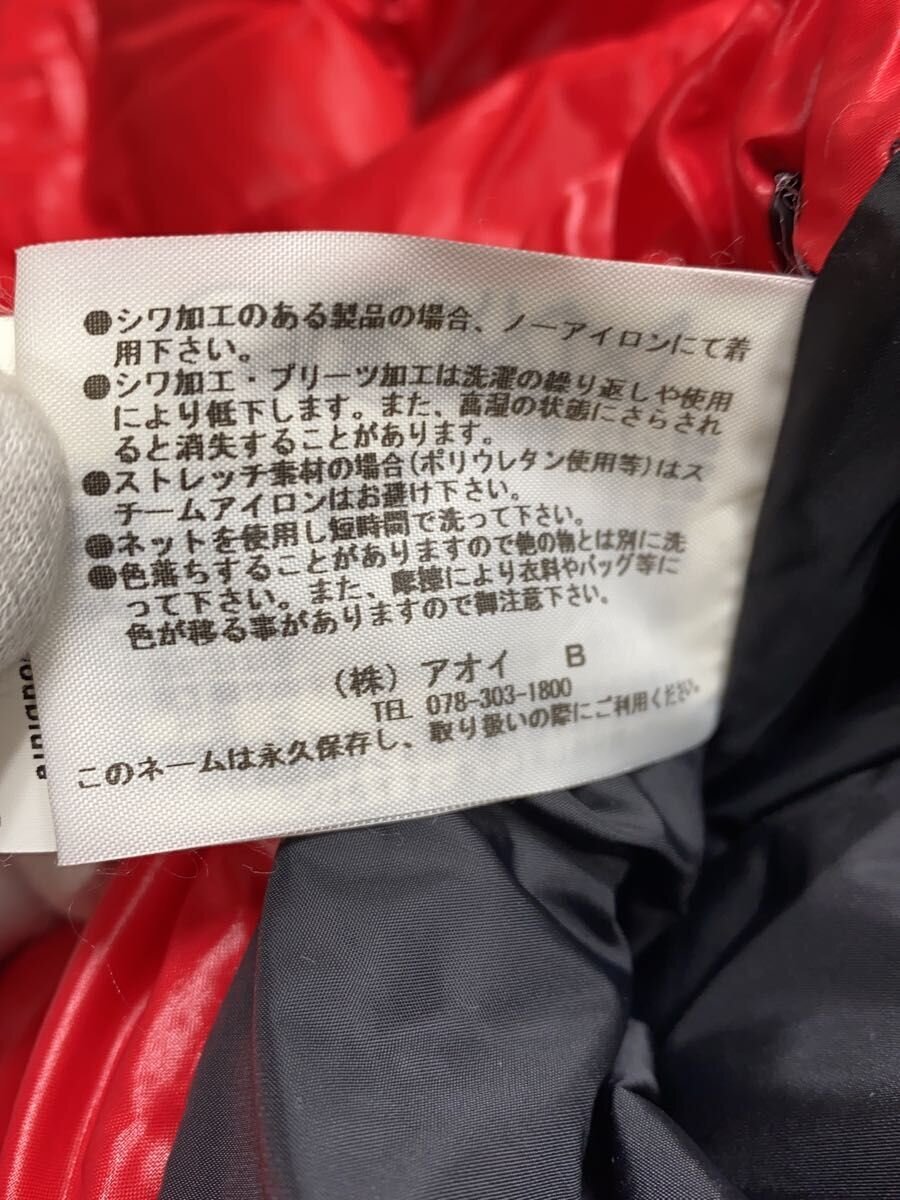 ●シワ加工のある製品の場合、ノーアイロンにて着
用下さい。
●シワ加工・プリーツ加工は洗濯の繰り返しや使用
により低下します。また、高湿の状態にさらされ
ると消失することがあります。
●ストレッチ素材の場合(ポリウレタン使用等)はス
チームアイロンはお避け下さい。
●ネットを使用し短時間で洗って下さい。
●色落ちすることがありますので他の物とは別に洗
って下さい。また、摩擦により衣料やバッグ等に
色が移る事がありますので御注意下さい。
(株) アオイ B
TEL 078-303-1800
このネームは永久保存し、取り扱いの際にご利用ください。